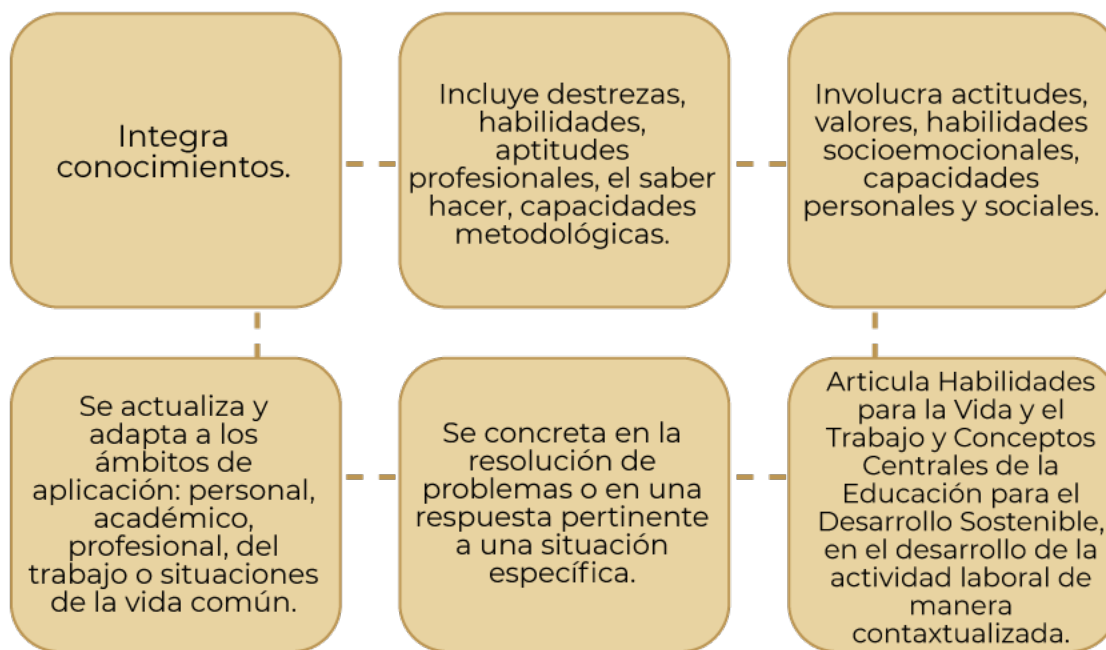 Integra
conocimientos.
Incluye destrezas,
habilidades,
aptitudes
profesionales, el saber
hacer, capacidades
metodológicas.
Involucra actitudes,
valores, habilidades
socioemocionales,
capacidades
personales y sociales.
Se actualiza y
adapta a los
ámbitos de
aplicación: personal,
académico,
profesional, del
trabajo o situaciones
de la vida común.
Se concreta en la
resolución de
problemas o en una
respuesta pertinente
a una situación
específica.
Articula Habilidades
para la Vida y el
Trabajo y Conceptos
Centrales de la
Educación para el
Desarrollo Sostenible,
en el desarrollo de la
actividad laboral de
manera
contaxtualizada.